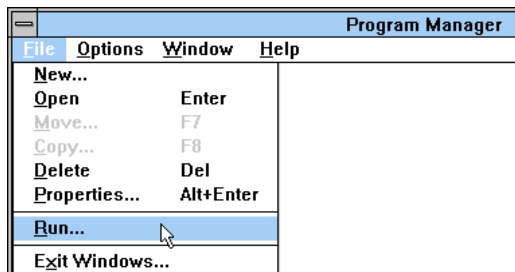 Program Manager
File Options Window Help
New...
Open Enter
Move... F7
Copy... F8
Delete Del
Properties... Alt+Enter
Run...
Exit Windows...